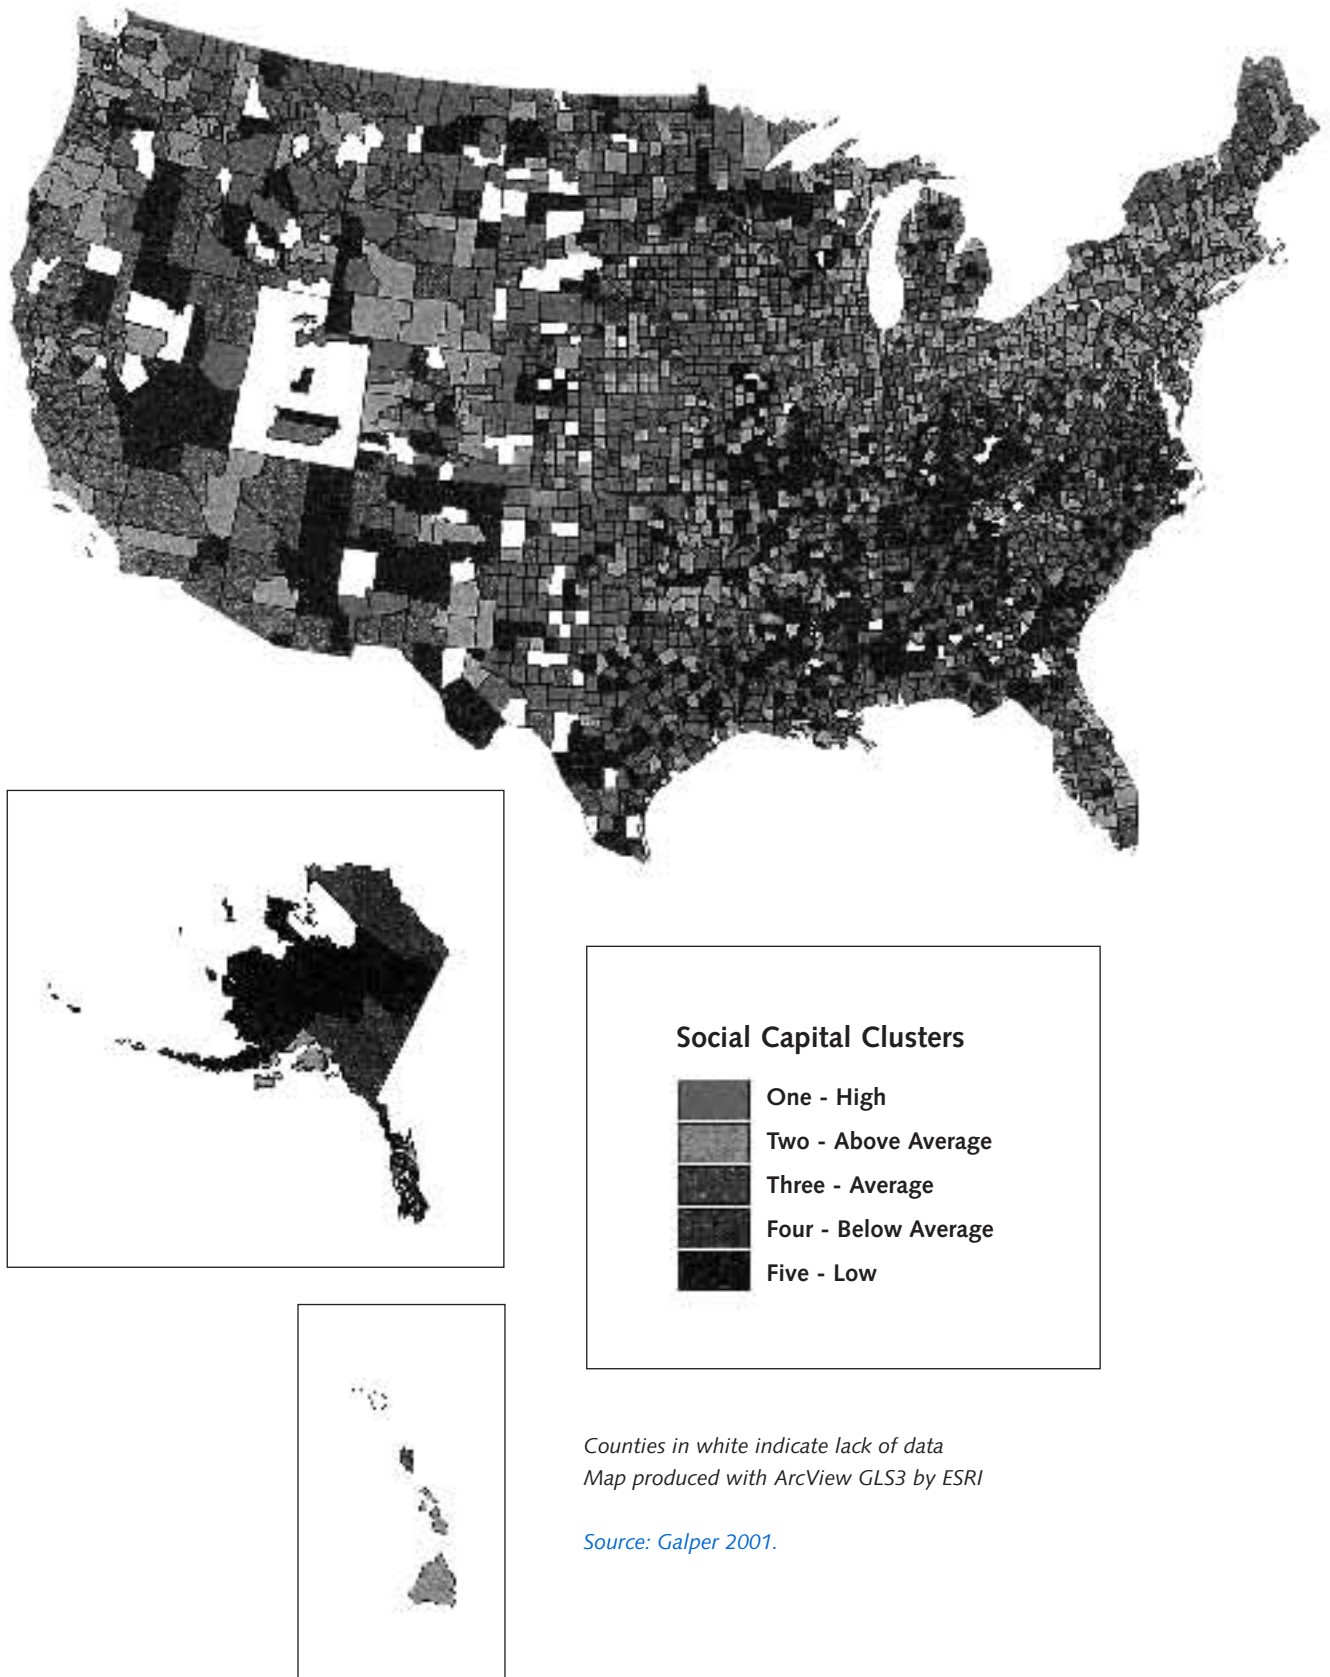 Social Capital Clusters
One - High
Two - Above Average
Three - Average
Four - Below Average
Five - Low
Counties in white indicate lack of data
Map produced with ArcView GLS3 by ESRI
Source: Galper 2001.